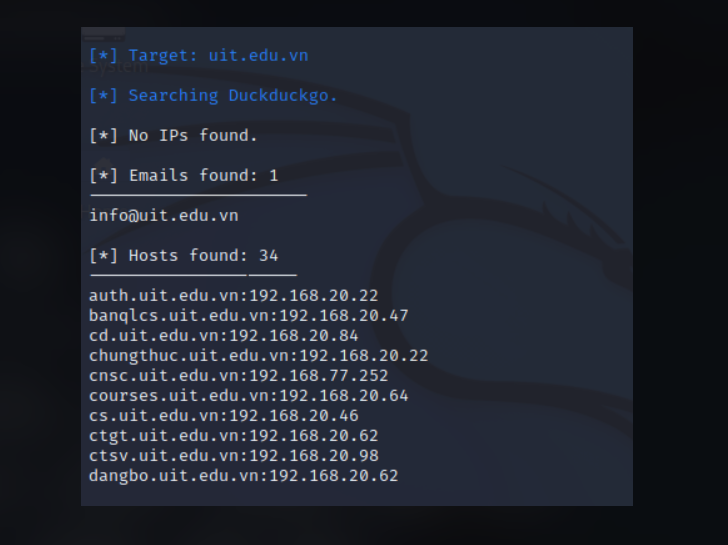 [*] Target: uit.edu.vn
[*] Searching Duckduckgo.
[*] No IPs found.
[*] Emails found: 1
info@uit.edu.vn
[*] Hosts found: 34
auth.uit.edu.vn:192.168.20.22
banqlcs.uit.edu.vn:192.168.20.47
cd.uit.edu.vn:192.168.20.84
chungthuc.uit.edu.vn:192.168.20.22
cnsc.uit.edu.vn:192.168.77.252
courses.uit.edu.vn:192.168.20.64
cs.uit.edu.vn:192.168.20.46
ctgt.uit.edu.vn:192.168.20.62
ctsv.uit.edu.vn:192.168.20.98
dangbo.uit.edu.vn:192.168.20.62